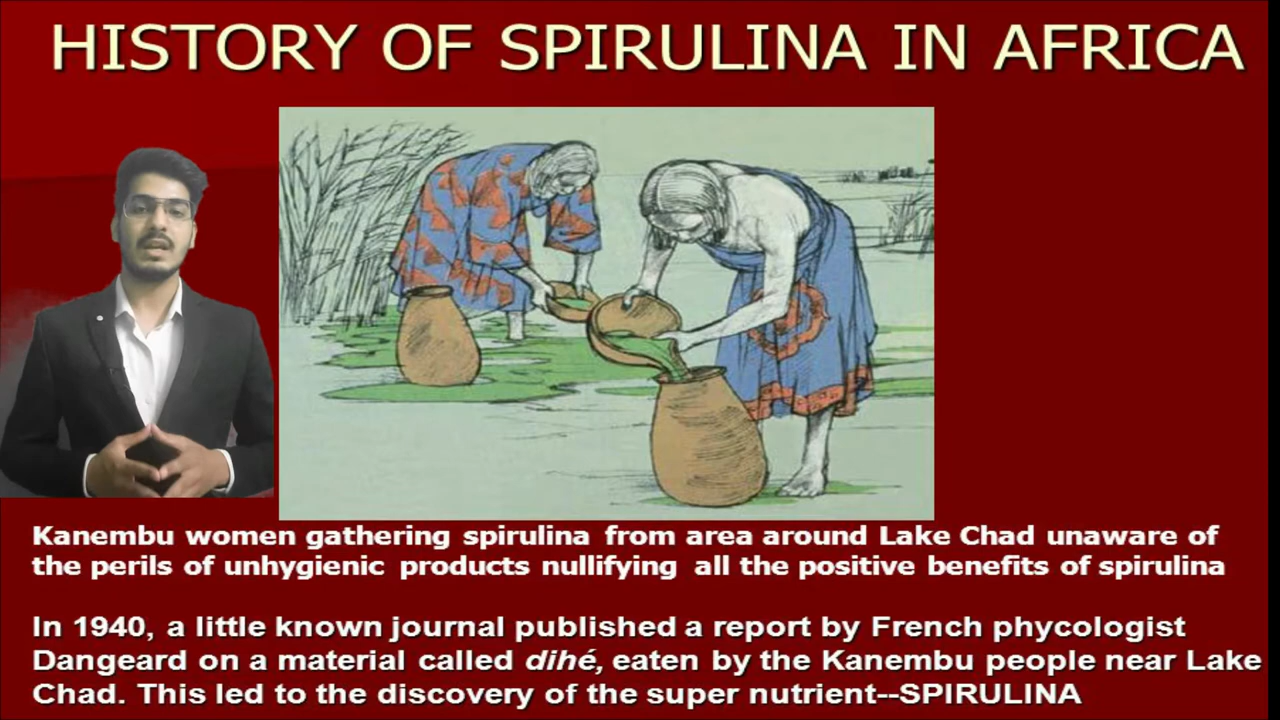 HISTORY OF SPIRULINA IN AFRICA
Kanembu women gathering spirulina from area around Lake Chad unaware of
the perils of unhygienic products nullifying all the positive benefits of spirulina
In 1940, a little known journal published a report by French phycologist
Dangeard on a material called dihé, eaten by the Kanembu people near Lake
Chad. This led to the discovery of the super nutrient--SPIRULINA